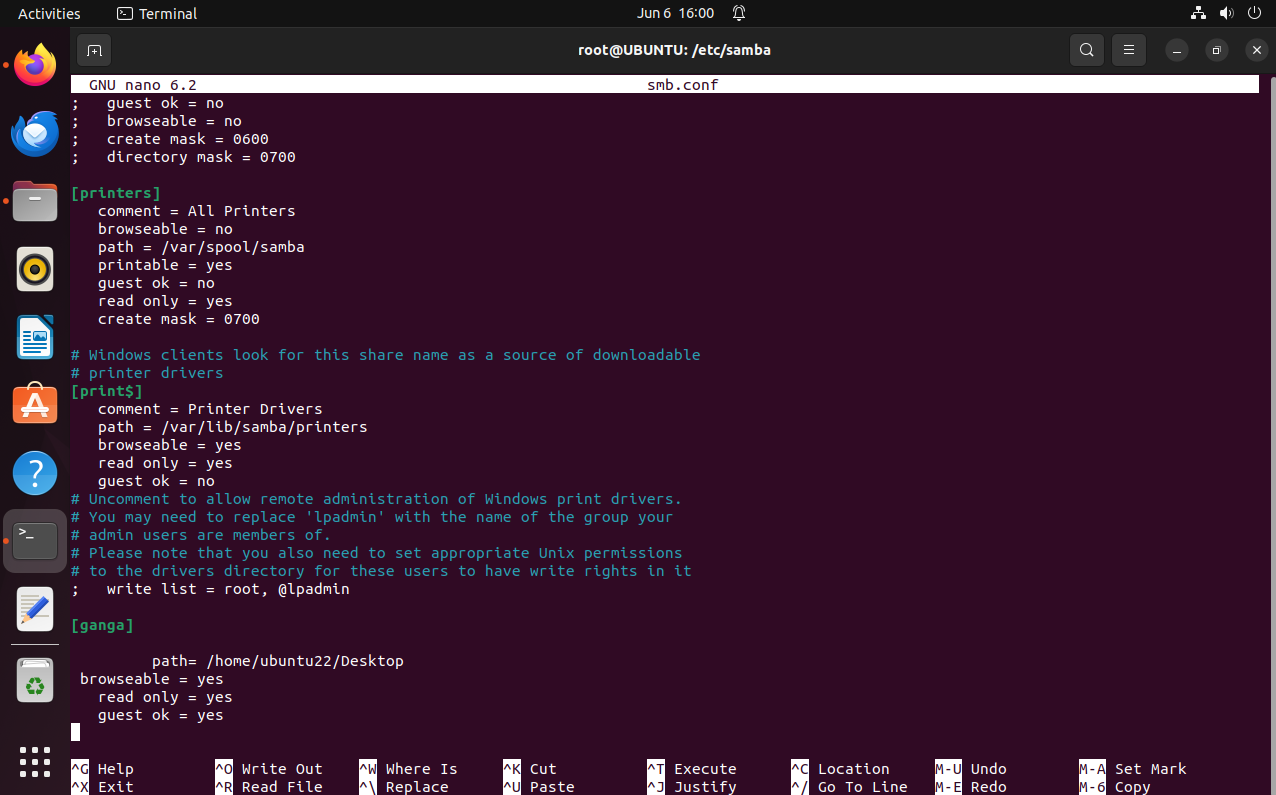 Activities Terminal Jun 6 16:00
root@UBUNTU: /etc/samba
GNU nano 6.2 smb.conf
;   guest ok = no
;   browseable = no
;   create mask = 0600
;   directory mask = 0700
[printers]
   comment = All Printers
   browseable = no
   path = /var/spool/samba
   printable = yes
   guest ok = no
   read only = yes
   create mask = 0700
# Windows clients look for this share name as a source of downloadable
# printer drivers
[print$]
   comment = Printer Drivers
   path = /var/lib/samba/printers
   browseable = yes
   read only = yes
   guest ok = no
# Uncomment to allow remote administration of Windows print drivers.
# You may need to replace 'lpadmin' with the name of the group your
# admin users are members of.
# Please note that you also need to set appropriate Unix permissions
# to the drivers directory for these users to have write rights in it
;   write list = root, @lpadmin
[ganga]
         path= /home/ubuntu22/Desktop
 browseable = yes
   read only = yes
   guest ok = yes
^G Help ^O Write Out ^W Where Is ^K Cut ^T Execute ^C Location M-U Undo M-A Set Mark
^X Exit ^R Read File ^\ Replace ^U Paste ^J Justify ^/ Go To Line M-E Redo M-6 Copy